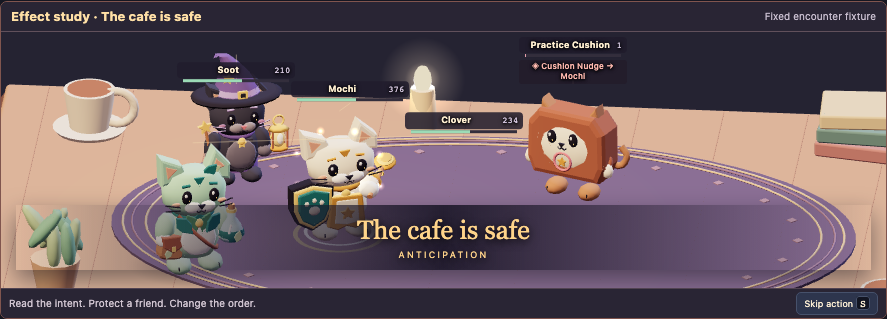 Effect study · The cafe is safe
Fixed encounter fixture
Practice Cushion 1
Soot 210
◈ Cushion Nudge →
Mochi
Mochi 376
Clover 234
The cafe is safe
ANTICIPATION
Read the intent. Protect a friend. Change the order.
Skip action S